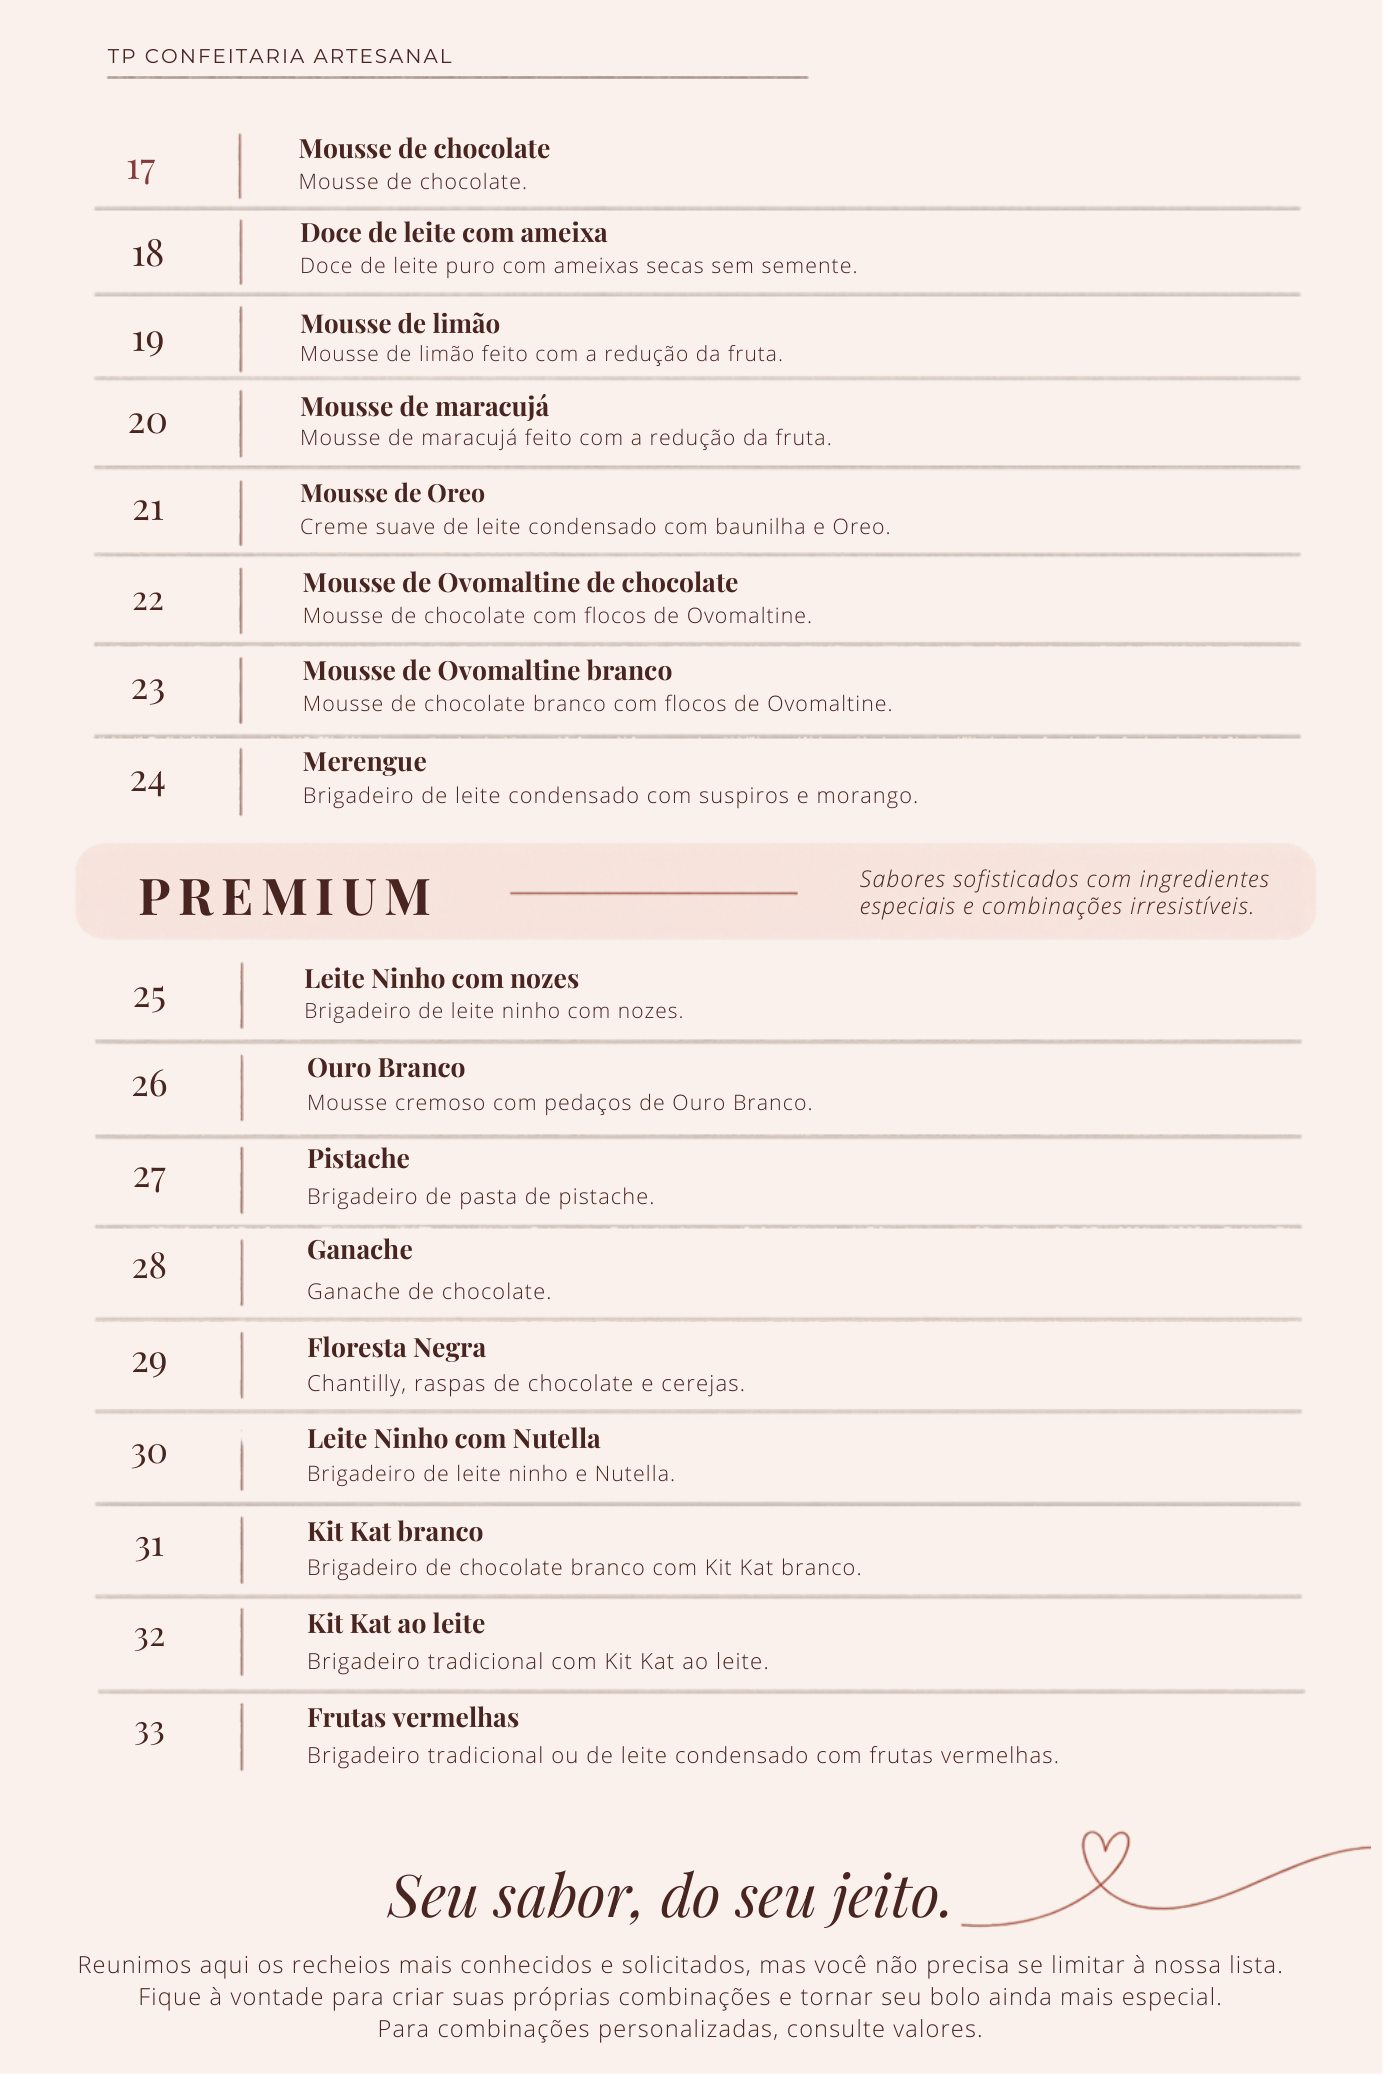 TP CONFEITARIA ARTESANAL
17
Mousse de chocolate
Mousse de chocolate.
18
Doce de leite com ameixa
Doce de leite puro com ameixas secas sem semente.
19
Mousse de limão
Mousse de limão feito com a redução da fruta.
20
Mousse de maracujá
Mousse de maracujá feito com a redução da fruta.
21
Mousse de Oreo
Creme suave de leite condensado com baunilha e Oreo.
22
Mousse de Ovomaltine de chocolate
Mousse de chocolate com flocos de Ovomaltine.
23
Mousse de Ovomaltine branco
Mousse de chocolate branco com flocos de Ovomaltine.
24
Merengue
Brigadeiro de leite condensado com suspiros e morango.
PREMIUM
Sabores sofisticados com ingredientes
especiais e combinações irresistíveis.
25
Leite Ninho com nozes
Brigadeiro de leite ninho com nozes.
26
Ouro Branco
Mousse cremoso com pedaços de Ouro Branco.
27
Pistache
Brigadeiro de pasta de pistache.
28
Ganache
Ganache de chocolate.
29
Floresta Negra
Chantilly, raspas de chocolate e cerejas.
30
Leite Ninho com Nutella
Brigadeiro de leite ninho e Nutella.
31
Kit Kat branco
Brigadeiro de chocolate branco com Kit Kat branco.
32
Kit Kat ao leite
Brigadeiro tradicional com Kit Kat ao leite.
33
Frutas vermelhas
Brigadeiro tradicional ou de leite condensado com frutas vermelhas.
Seu sabor, do seu jeito.
Reunimos aqui os recheios mais conhecidos e solicitados, mas você não precisa se limitar à nossa lista.
Fique à vontade para criar suas próprias combinações e tornar seu bolo ainda mais especial.
Para combinações personalizadas, consulte valores.